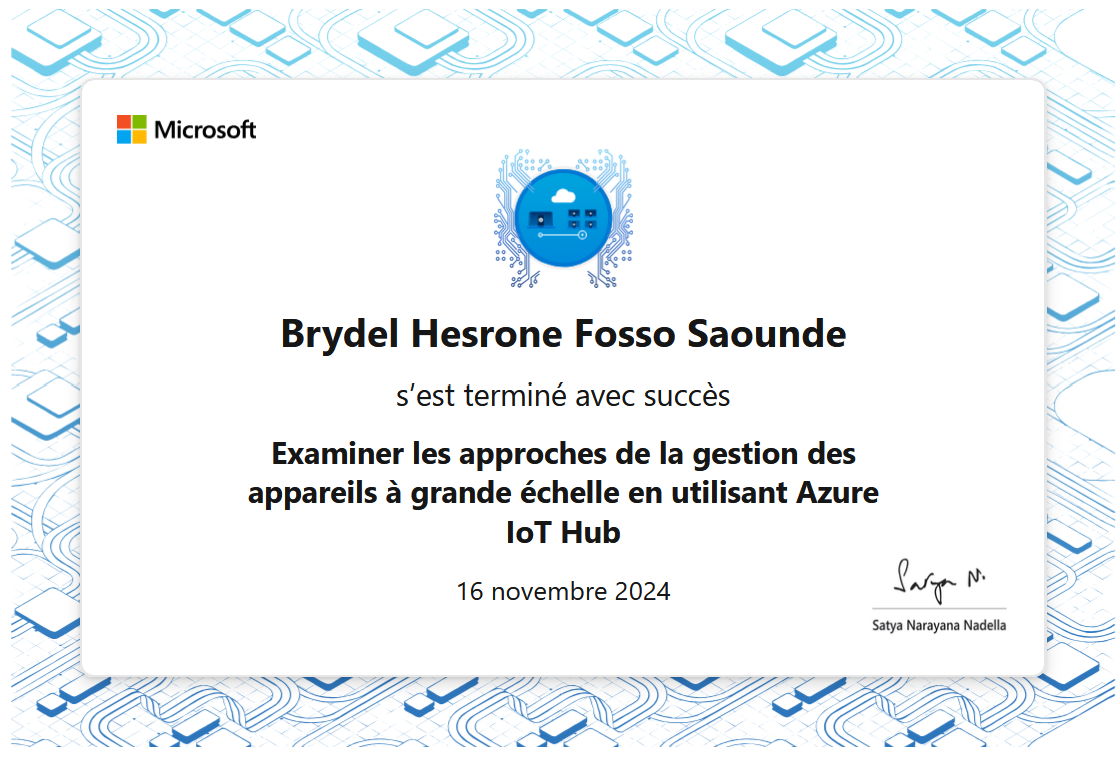 Microsoft
Brydel Hesrone Fosso Saounde
s’est terminé avec succès
Examiner les approches de la gestion des
appareils à grande échelle en utilisant Azure
IoT Hub
16 novembre 2024
Satya N.
Satya Narayana Nadella